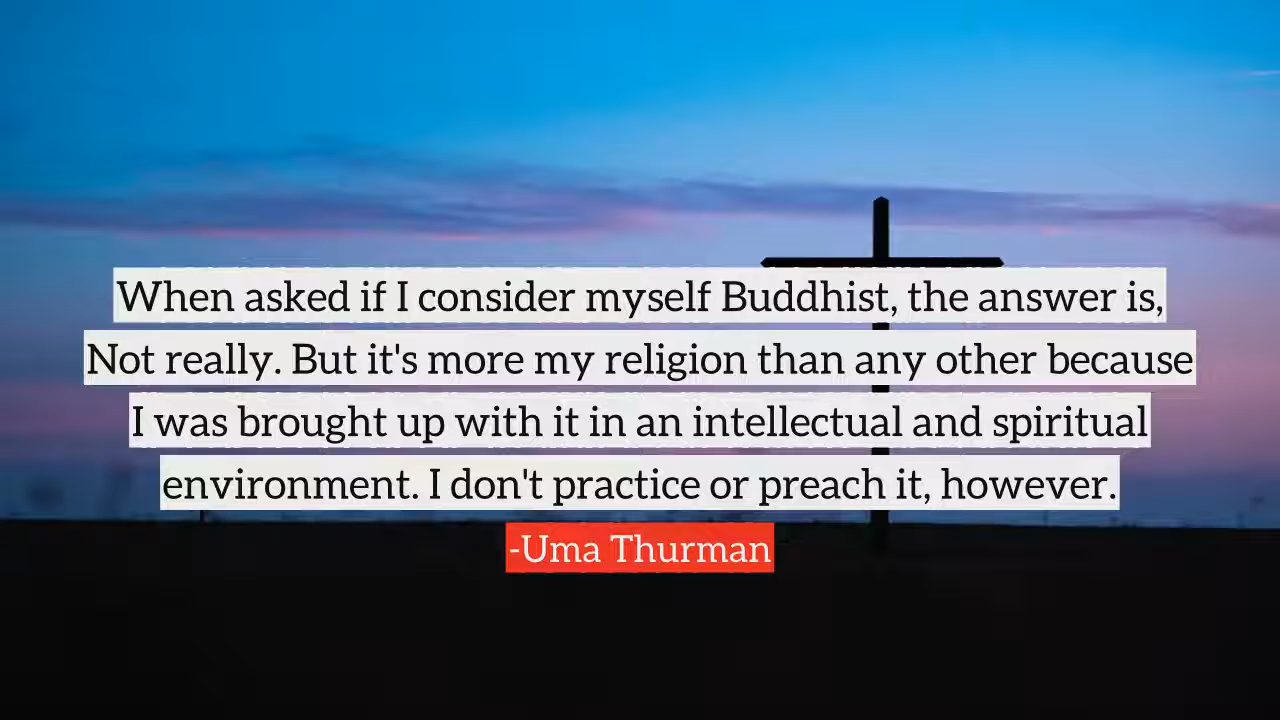 When asked if I consider myself Buddhist, the answer is,
Not really. But it's more my religion than any other because
I was brought up with it in an intellectual and spiritual
environment. I don't practice or preach it, however.
-Uma Thurman